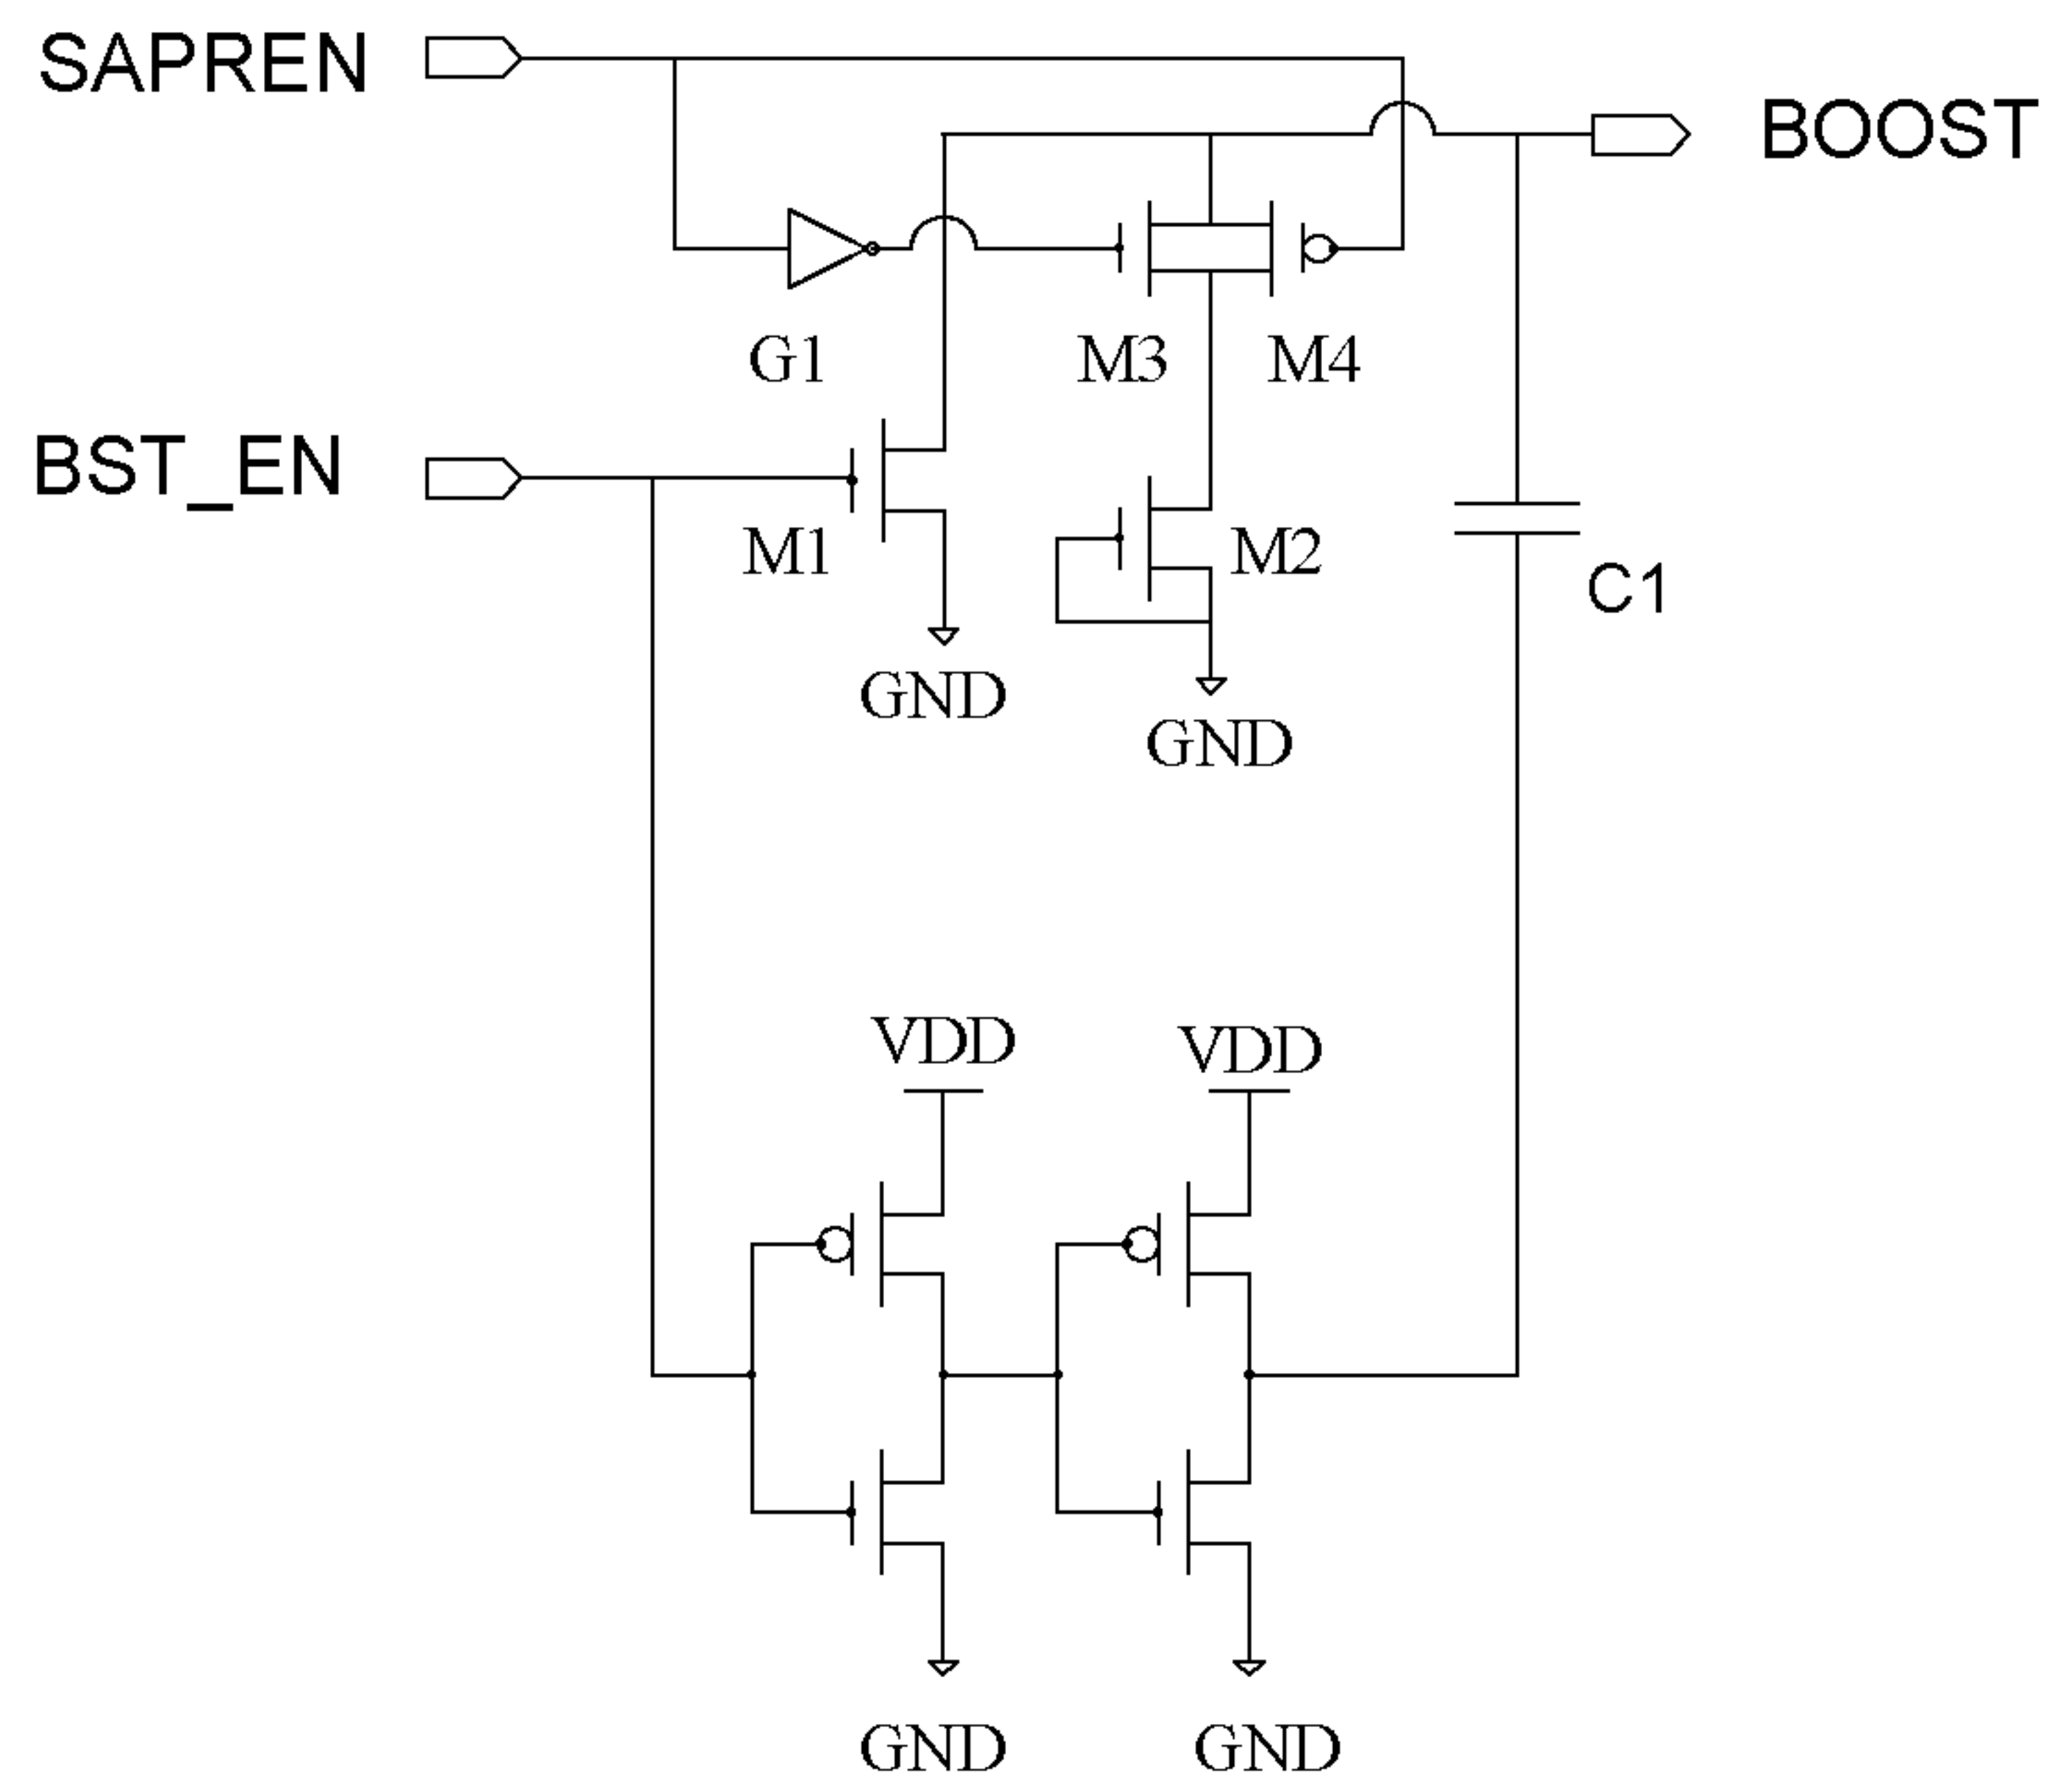 SAPREN
BOOST
G1
M3
M4
BST_EN
M1
M2
C1
GND
GND
VDD
VDD
GND
GND